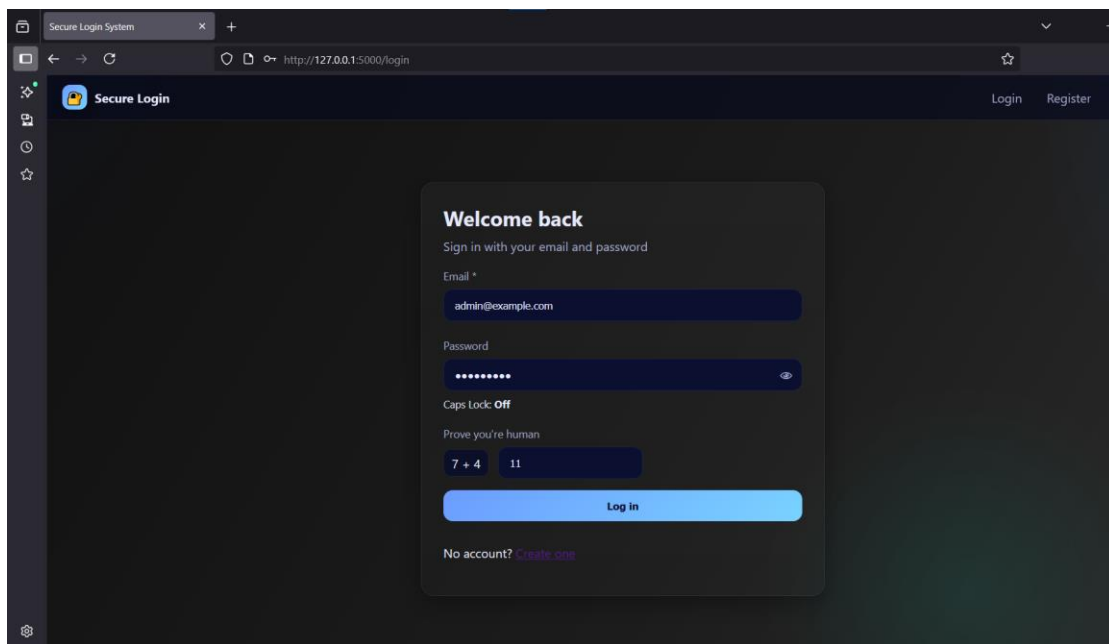 Secure Login System
http://127.0.0.1:5000/login
Secure Login
Login Register
Welcome back
Sign in with your email and password
Email *
admin@example.com
Password
•••••••••
Caps Lock: Off
Prove you're human
7 + 4 11
Log in
No account? Create one